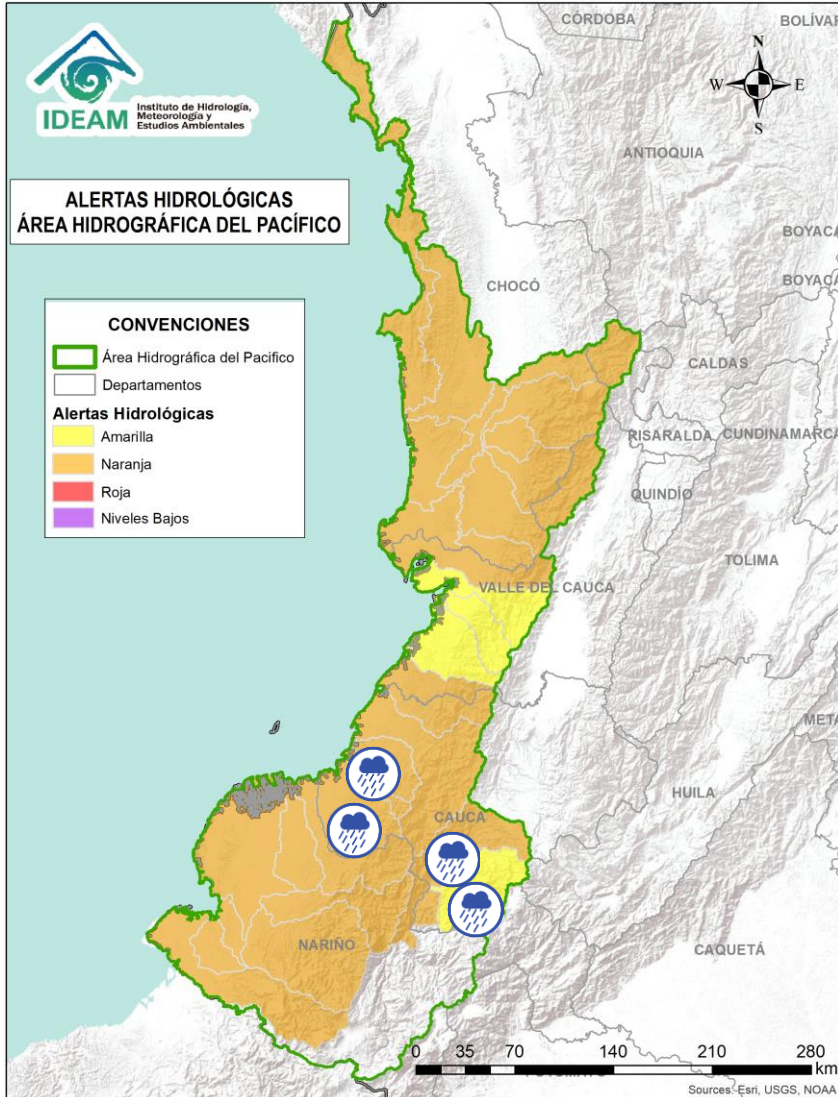 CÓRDOBA
BOLÍVAR
N
W
E
S
IDEAM
Instituto de Hidrología,
Meteorología y
Estudios Ambientales
ANTIOQUIA
ALERTAS HIDROLÓGICAS
ÁREA HIDROGRÁFICA DEL PACÍFICO
BOYACÁ
BOYACÁ
CHOCÓ
CONVENCIONES
Área Hidrográfica del Pacifico
Departamentos
Alertas Hidrológicas
Amarilla
Naranja
Roja
Niveles Bajos
CALDAS
RISARALDA
CUNDINAMARCA
QUINDÍO
TOLIMA
VALLE DEL CAUCA
META
HUILA
CAUCA
NARIÑO
CAQUETÁ
0 35 70 140 210 280
km
Sources: Esri, USGS, NOAA